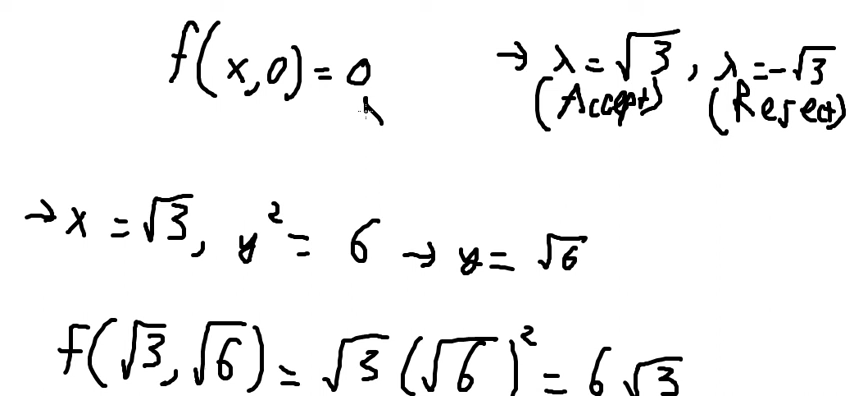 f(x,0)=0 → λ=√3, λ=-√3
(Accept) (Reject)
→ x = √3, y² = 6 → y = √6
f(√3,√6) = √3 (√6)² = 6√3